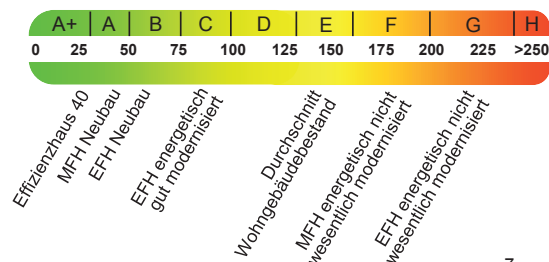 A+ A B C D E F G H
0 25 50 75 100 125 150 175 200 225 >250
Effizienzhaus 40
MFH Neubau
EFH Neubau
EFH energetisch
gut modernisiert
Durchschnitt
Wohngebäudebestand
MFH energetisch nicht
wesentlich modernisiert
EFH energetisch nicht
wesentlich modernisiert